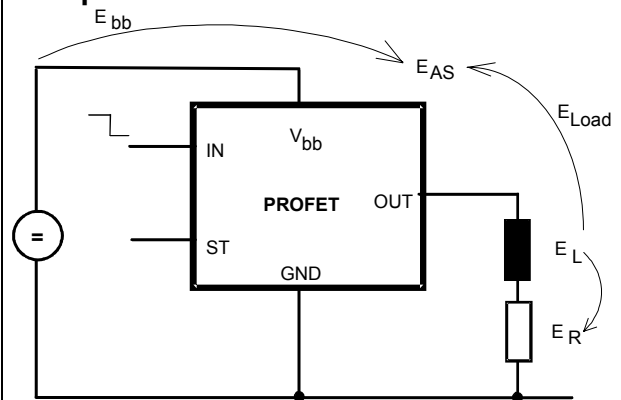 E bb
E AS
E Load
V bb
IN
PROFET
OUT
ST
=
GND
E L
E R